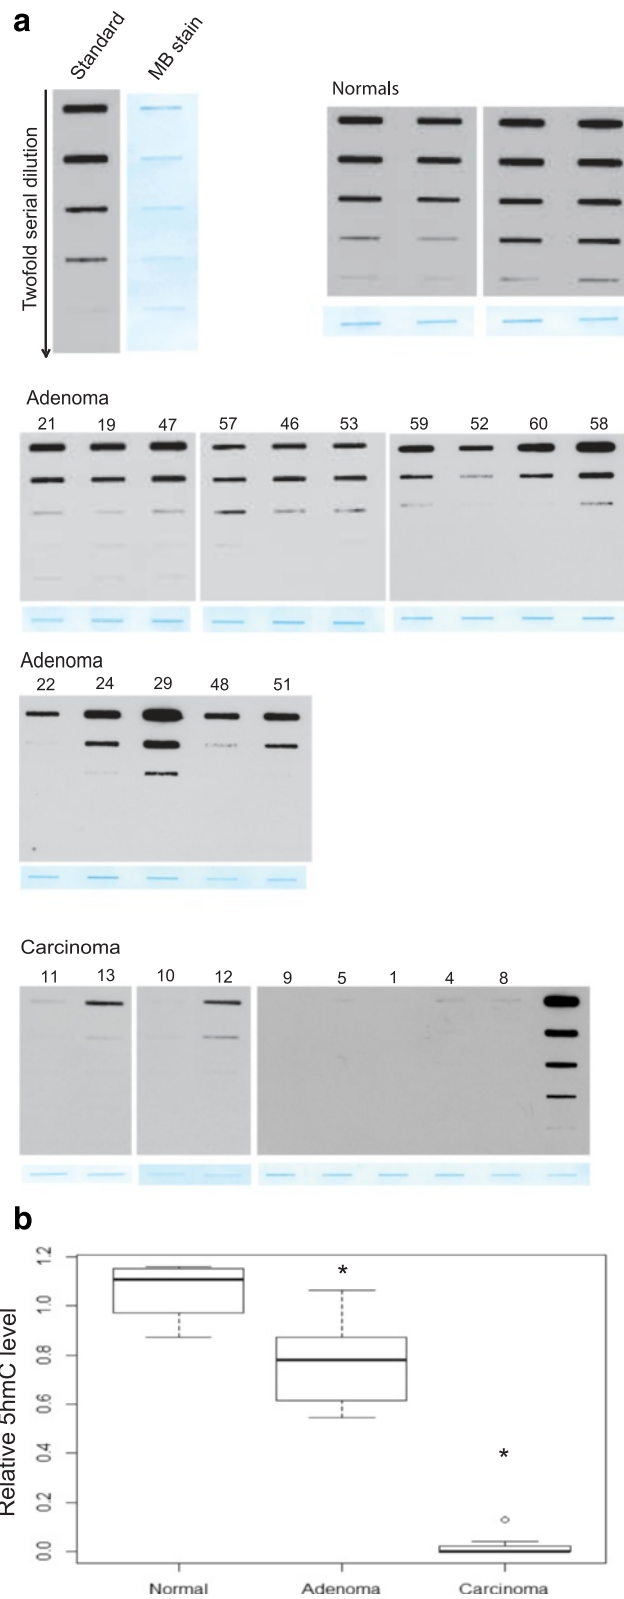 a
Standard
MB stain
Twofold serial dilution
Normals
Adenoma
21 19 47 57 46 53 59 52 60 58
Adenoma
22 24 29 48 51
Carcinoma
11 13 10 12 9 5 1 4 8
b
Relative 5hmC level
1.2
1.0
0.8
0.6
0.4
0.2
0.0
*
*
Normal Adenoma Carcinoma